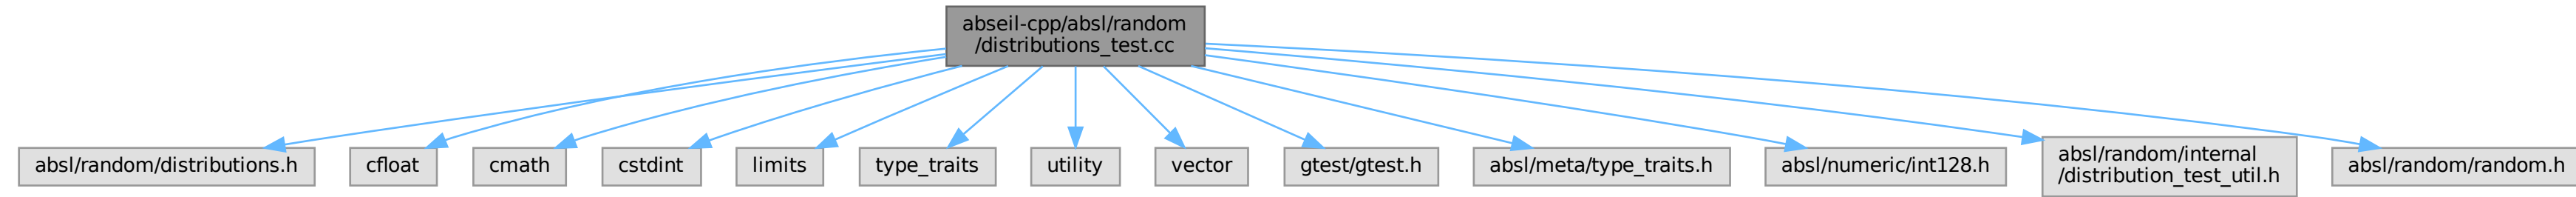 abseil-cpp/absl/random
/distributions_test.cc
absl/random/distributions.h
cfloat
cmath
cstdint
limits
type_traits
utility
vector
gtest/gtest.h
absl/meta/type_traits.h
absl/numeric/int128.h
absl/random/internal
/distribution_test_util.h
absl/random/random.h